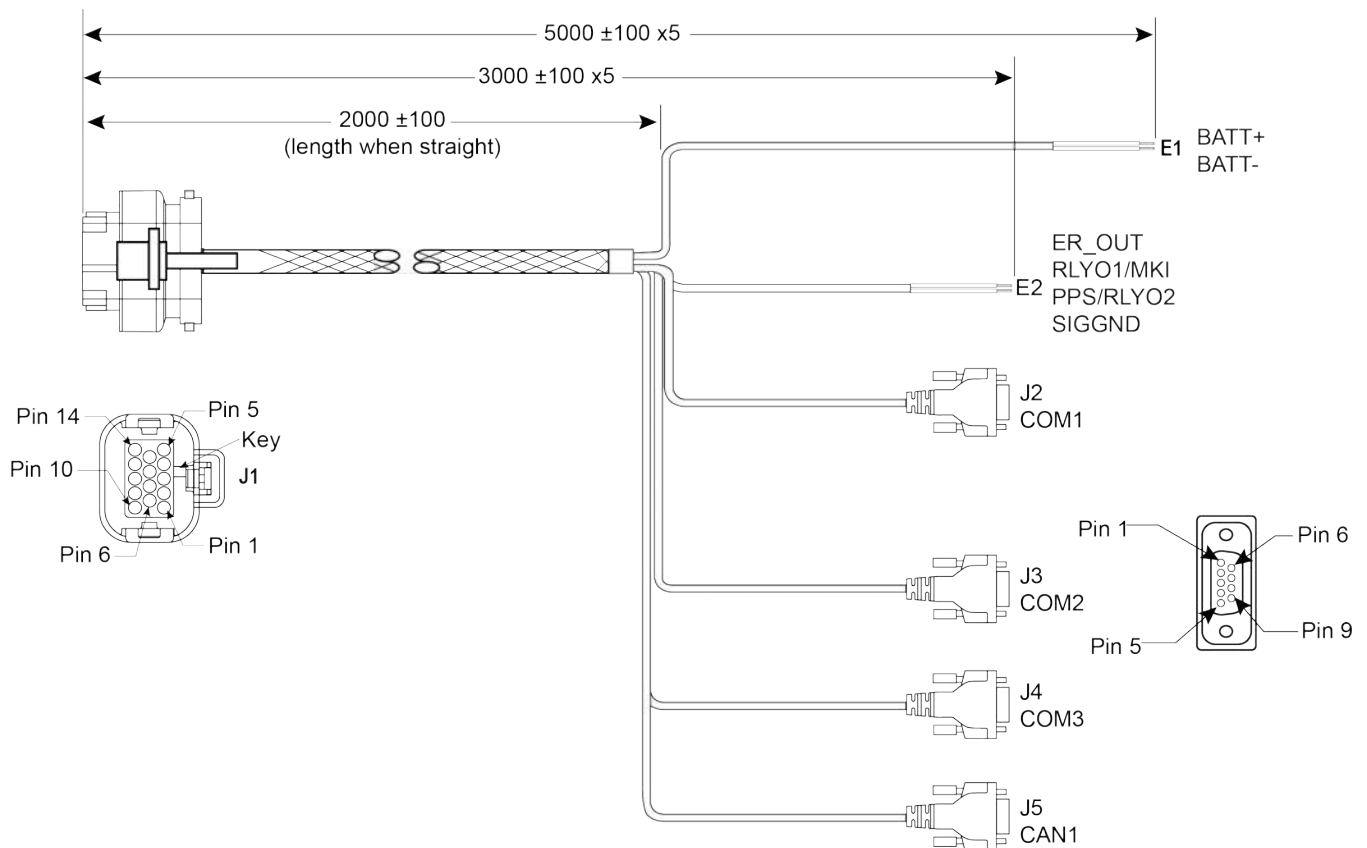 5000 ±100 x5
3000 ±100 x5
2000 ±100
(length when straight)
E1
BATT+
BATT-
ER_OUT
RLYO1/MKI
E2
PPS/RLYO2
SIGGND
J2
COM1
Pin 14
Pin 5
Key
Pin 10
J1
Pin 6
Pin 1
Pin 1
Pin 6
Pin 5
Pin 9
J3
COM2
J4
COM3
J5
CAN1